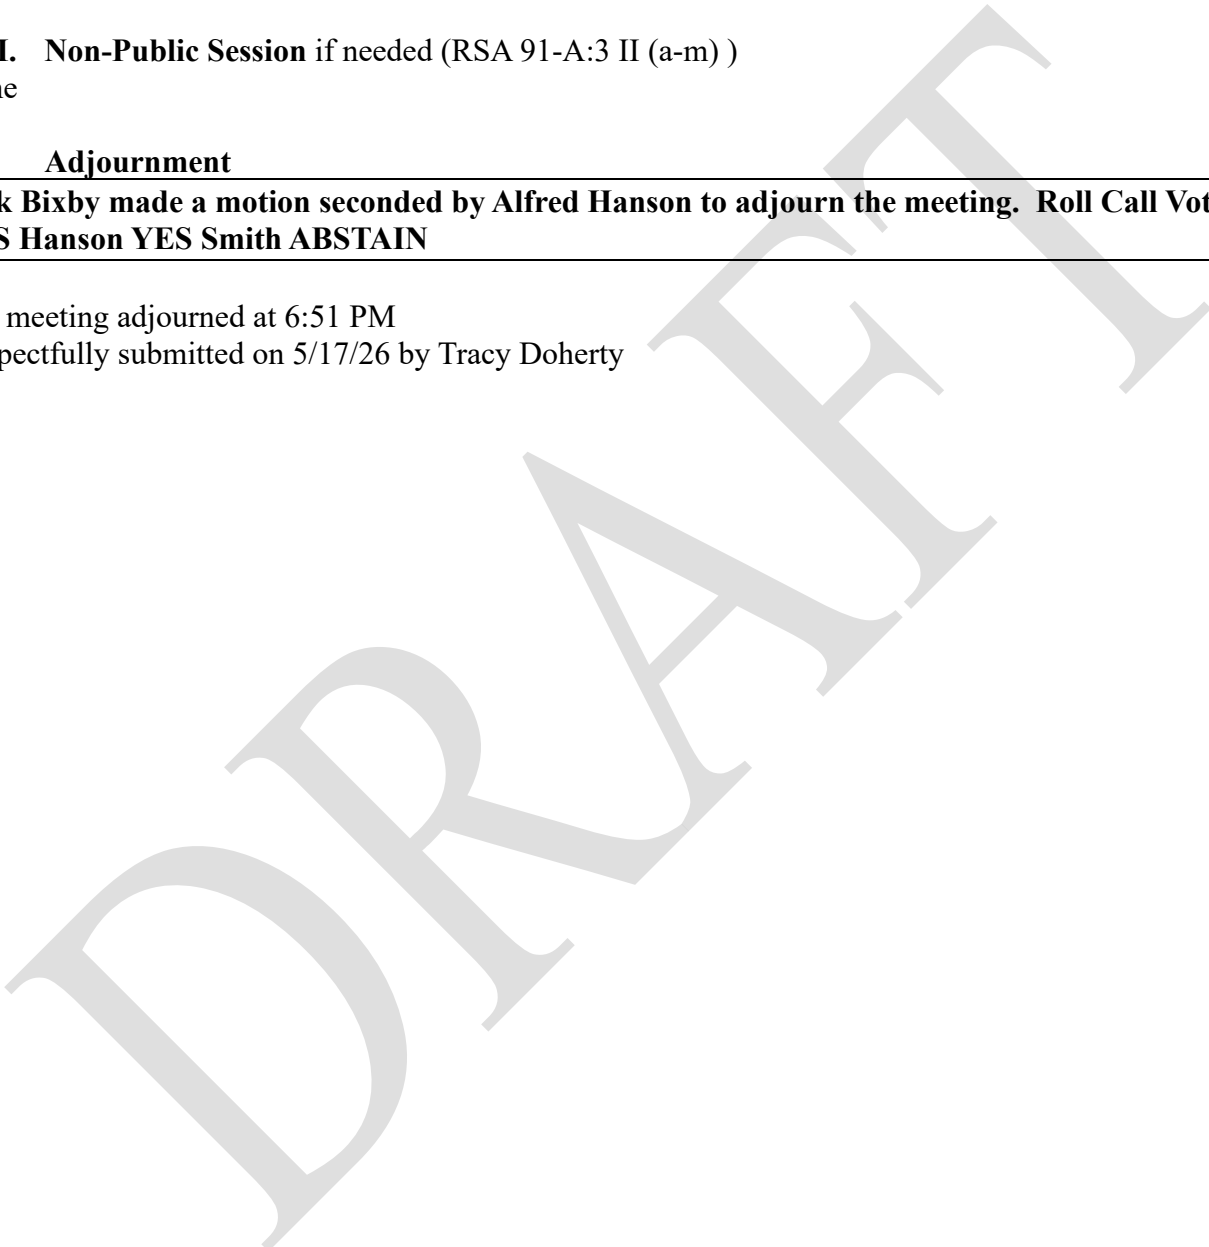 I. Non-Public Session if needed (RSA 91-A:3 II (a-m) )
ne
Adjournment
k Bixby made a motion seconded by Alfred Hanson to adjourn the meeting. Roll Call Vot
S Hanson YES Smith ABSTAIN
meeting adjourned at 6:51 PM
pectfully submitted on 5/17/26 by Tracy Doherty
DRAFT